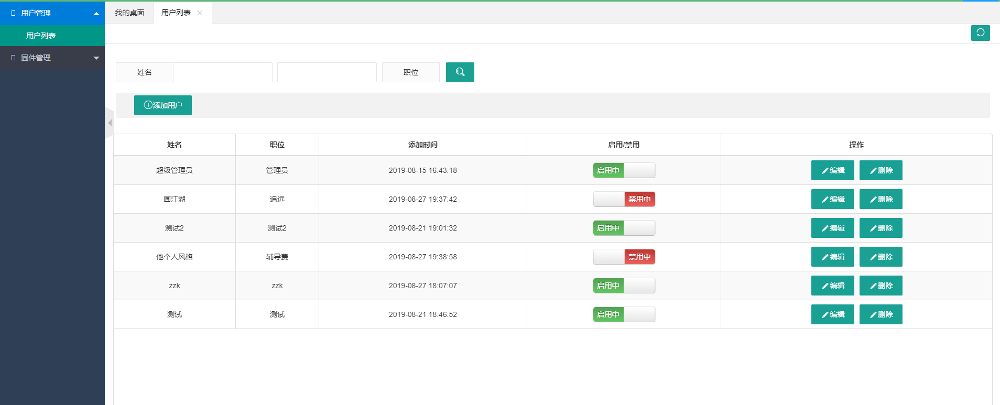 用户管理
用户列表
固件管理
我的桌面 用户列表
姓名 职位
添加用户
姓名 职位 添加时间 启用/禁用 操作
超级管理员 管理员 2019-08-15 16:43:18 启用中 编辑 删除
画江湖 追远 2019-08-27 19:37:42 禁用中 编辑 删除
测试2 测试2 2019-08-21 19:01:32 启用中 编辑 删除
他个人风格 辅导费 2019-08-27 19:38:58 禁用中 编辑 删除
zzk zzk 2019-08-27 18:07:07 启用中 编辑 删除
测试 测试 2019-08-21 18:46:52 启用中 编辑 删除